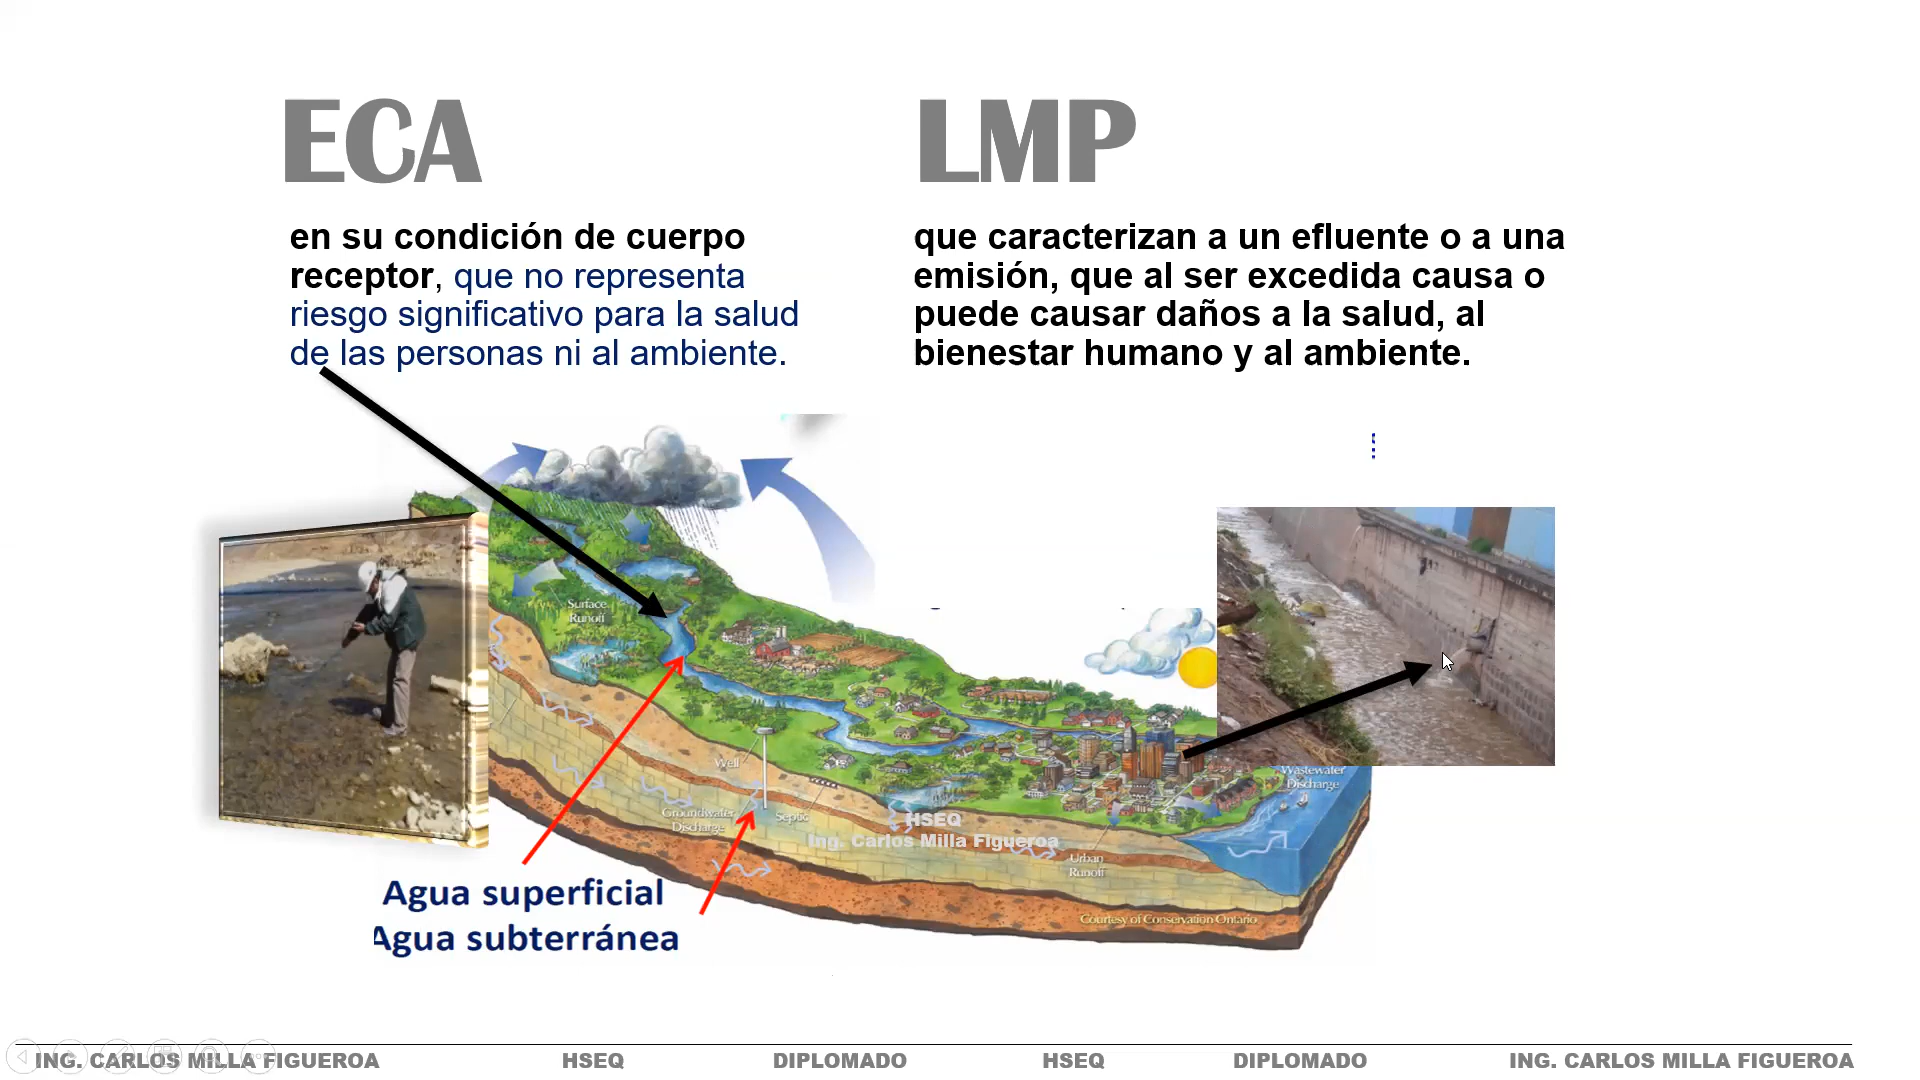 ECA
en su condición de cuerpo
receptor, que no representa
riesgo significativo para la salud
de las personas ni al ambiente.
LMP
que caracterizan a un efluente o a una
emisión, que al ser excedida causa o
puede causar daños a la salud, al
bienestar humano y al ambiente.
Surface
Runoff
Well
Groundwater
Discharge
Septic
HSEQ
Ing. Carlos Milla Figueroa
Urban
Runoff
Wastewater
Discharge
Courtesy of Conservation Ontario
Agua superficial
Agua subterránea
ING. CARLOS MILLA FIGUEROA HSEQ DIPLOMADO HSEQ DIPLOMADO ING. CARLOS MILLA FIGUEROA